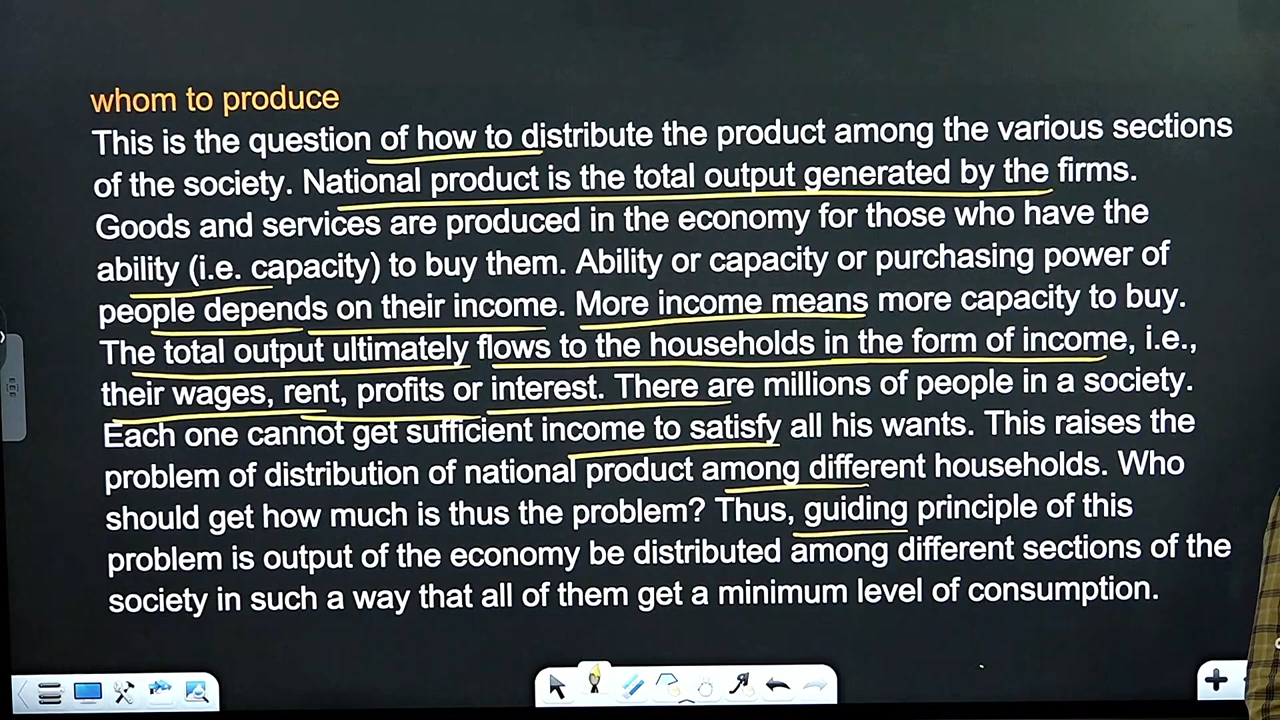 whom to produce
This is the question of how to distribute the product among the various sections
of the society. National product is the total output generated by the firms.
Goods and services are produced in the economy for those who have the
ability (i.e. capacity) to buy them. Ability or capacity or purchasing power of
people depends on their income. More income means more capacity to buy.
The total output ultimately flows to the households in the form of income, i.e.,
their wages, rent, profits or interest. There are millions of people in a society.
Each one cannot get sufficient income to satisfy all his wants. This raises the
problem of distribution of national product among different households. Who
should get how much is thus the problem? Thus, guiding principle of this
problem is output of the economy be distributed among different sections of the
society in such a way that all of them get a minimum level of consumption.